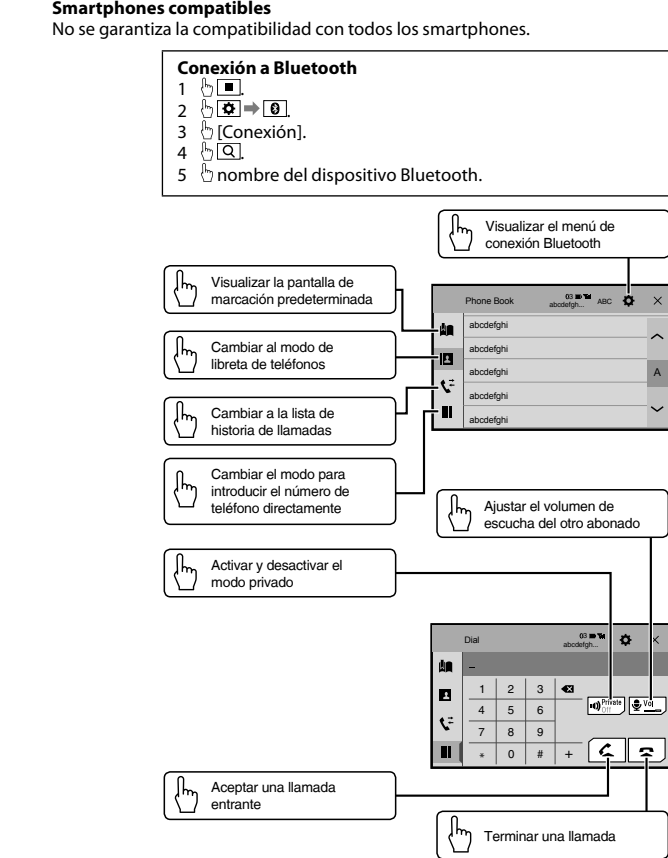 Smartphones compatibles
No se garantiza la compatibilidad con todos los smartphones.
Conexión a Bluetooth
1 .
2 .
3 [Conexión].
4 .
5 nombre del dispositivo Bluetooth.
Visualizar el menú de
conexión Bluetooth
Visualizar la pantalla de
marcación predeterminada
Cambiar al modo de
libreta de teléfonos
Cambiar a la lista de
historia de llamadas
Cambiar el modo para
introducir el número de
teléfono directamente
Phone Book
03
abcdefgh...
ABC
abcdefghi
abcdefghi
abcdefghi
A
abcdefghi
abcdefghi
Ajustar el volumen de
escucha del otro abonado
Activar y desactivar el
modo privado
Dial
03
abcdefgh...
–
1 2 3
4 5 6
7 8 9
* 0 # +
Private
Off
Vol
Aceptar una llamada
entrante
Terminar una llamada